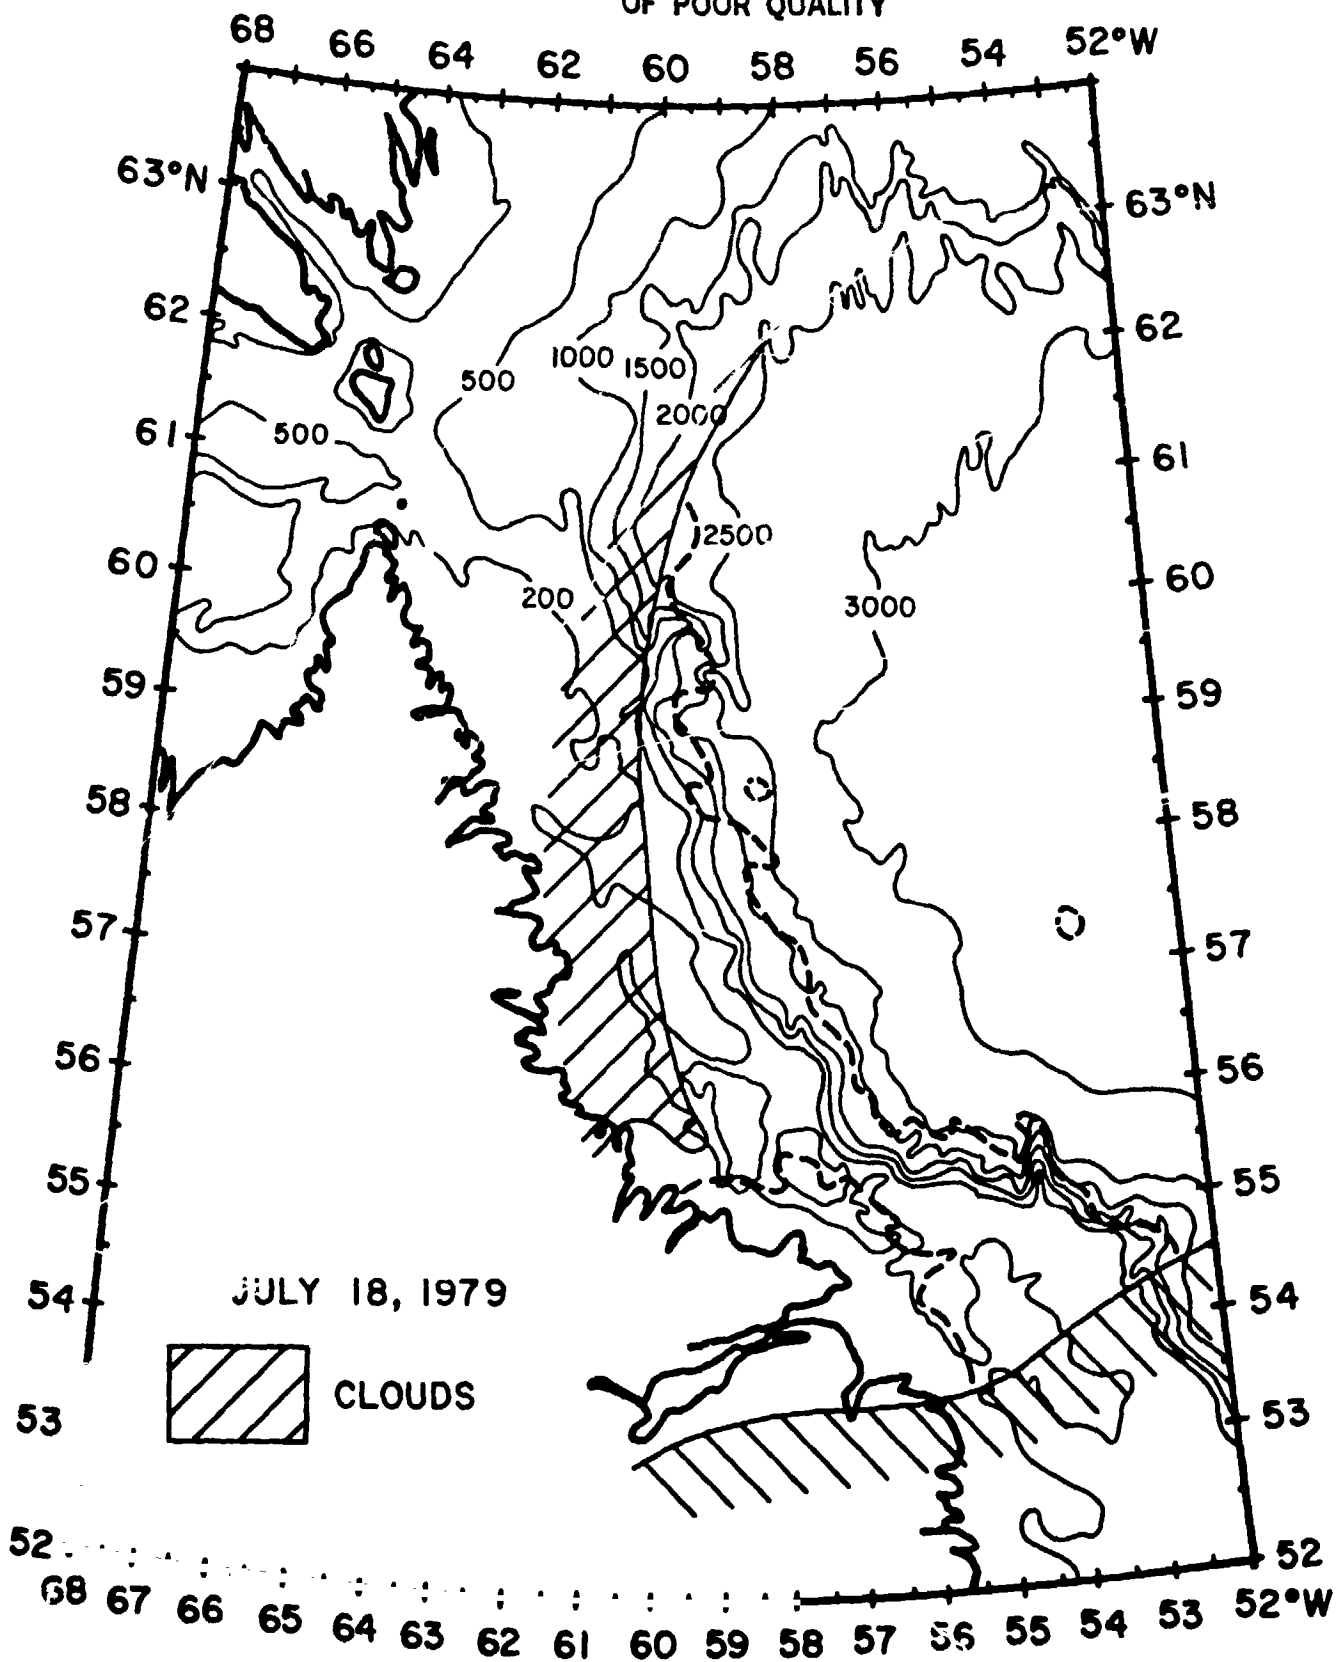 OF POOR QUALITY
68 66 64 62 60 58 56 54 52°W
63°N 63°N
62 62
1000 1500
500
2000
61 500 61
2500
60 60
200 3000
59 59
58 58
57 57
56 56
55 55
54 JULY 18, 1979 54
CLOUDS
53 53
52 52
68 67 66 65 64 63 62 61 60 59 58 57 56 55 54 53 52°W